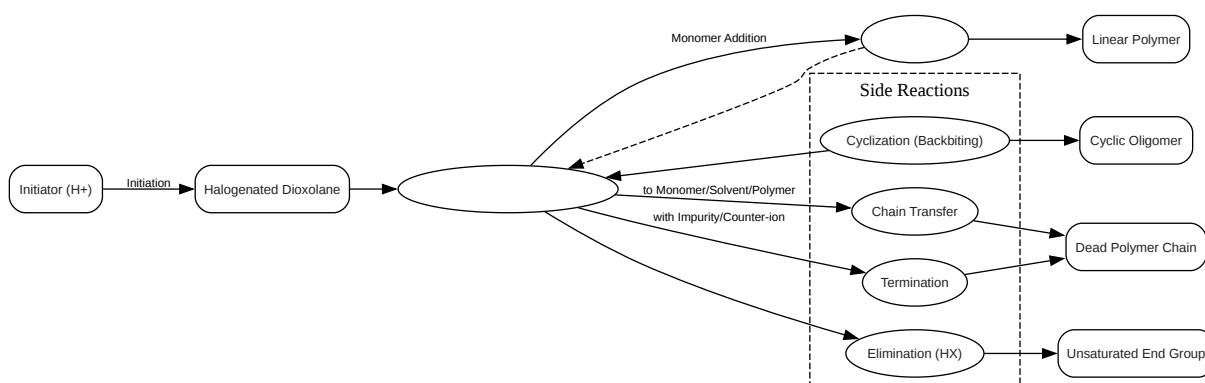 Monomer Addition
Linear Polymer
Side Reactions
Cyclization (Backbiting)
Cyclic Oligomer
Initiator (H+)
Initiation
Halogenated Dioxolane
to Monomer/Solvent/Polymer
Chain Transfer
with Impurity/Counter-ion
Dead Polymer Chain
Termination
Elimination (HX)
Unsaturated End Group